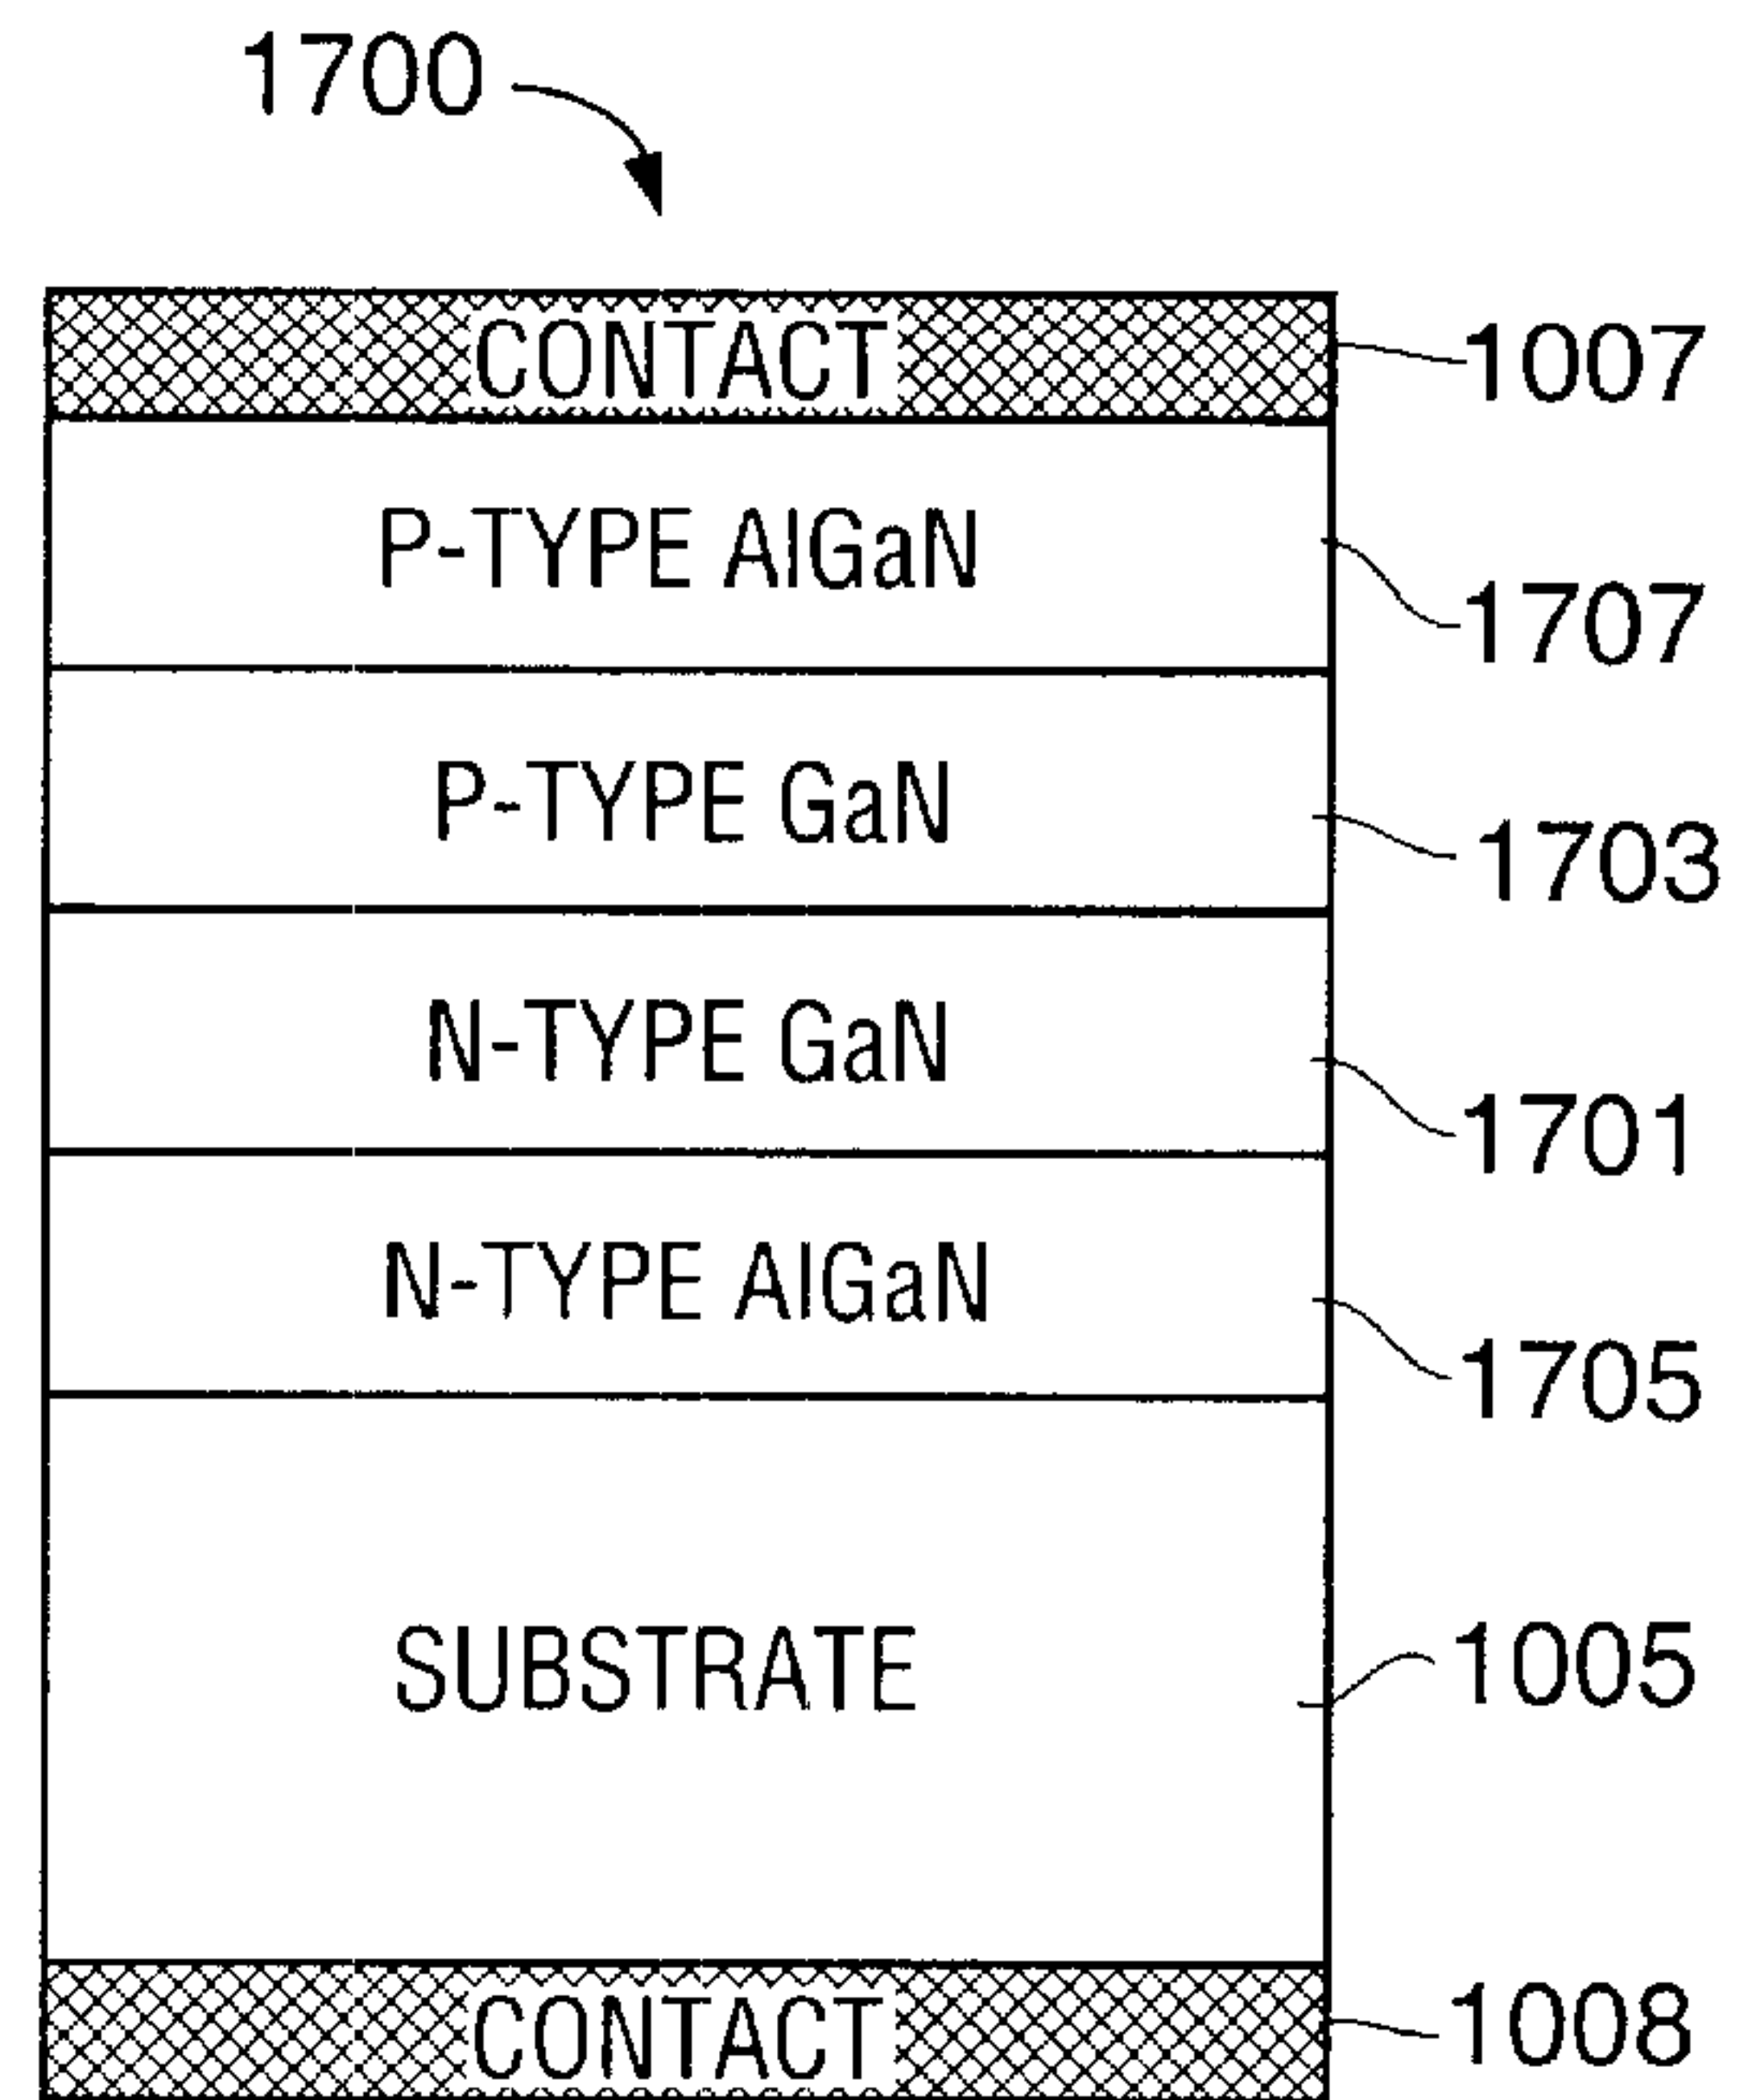 1700
CONTACT
1007
P-TYPE AlGaN
1707
P-TYPE GaN
1703
N-TYPE GaN
1701
N-TYPE AlGaN
1705
SUBSTRATE
1005
CONTACT
1008